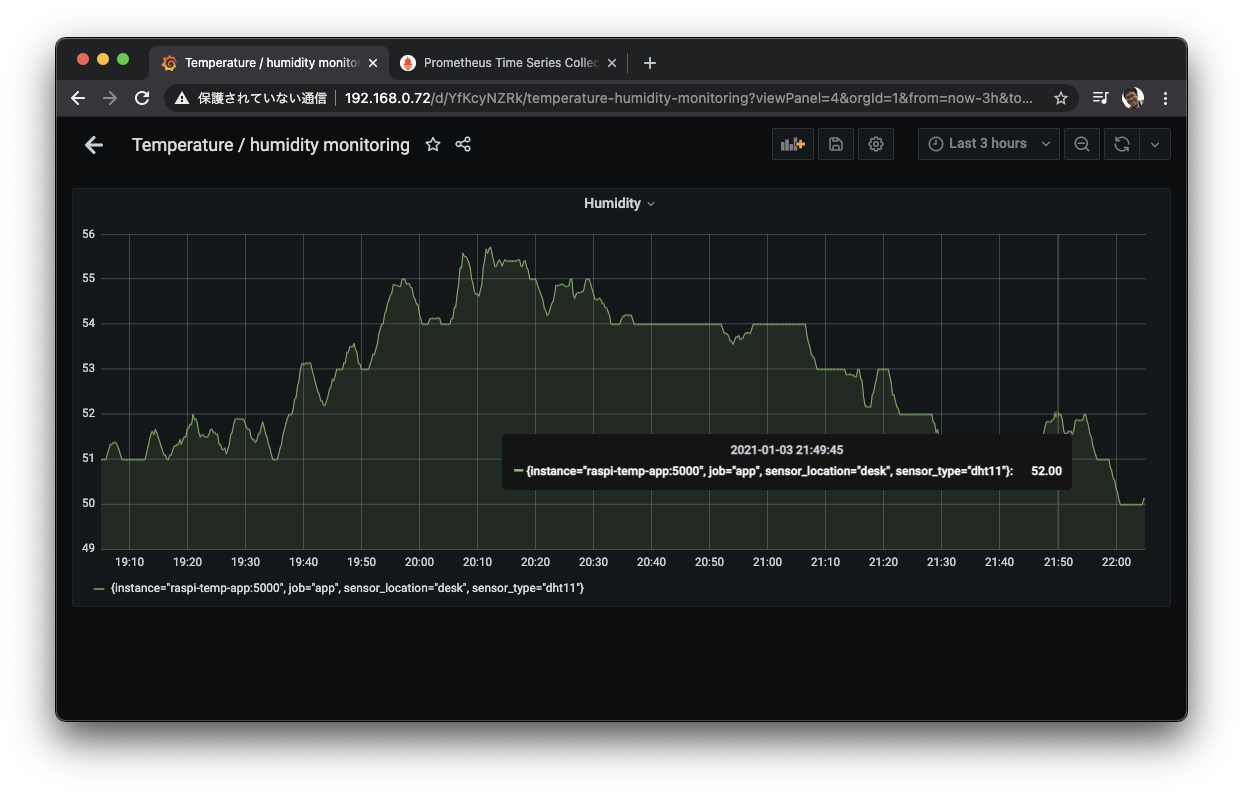 Temperature / humidity monito
Prometheus Time Series Collec
保護されていない通信
192.168.0.72/d/YfKcyNZRk/temperature-humidity-monitoring?viewPanel=4&orgId=1&from=now-3h&to...
Temperature / humidity monitoring
Last 3 hours
Humidity
56
55
54
53
52
51
50
49
2021-01-03 21:49:45
{instance="raspi-temp-app:5000", job="app", sensor_location="desk", sensor_type="dht11"}: 52.00
19:10 19:20 19:30 19:40 19:50 20:00 20:10 20:20 20:30 20:40 20:50 21:00 21:10 21:20 21:30 21:40 21:50 22:00
{instance="raspi-temp-app:5000", job="app", sensor_location="desk", sensor_type="dht11"}